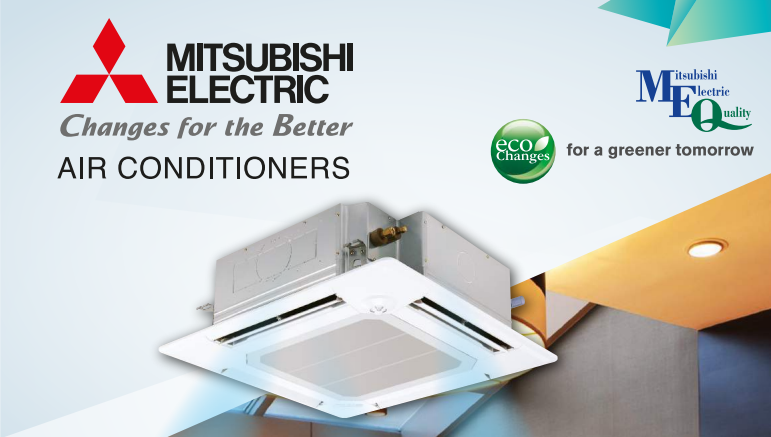 MITSUBISHI
ELECTRIC
Changes for the Better
AIR CONDITIONERS
Mitsubishi
Electric
Quality
eco
Changes
for a greener tomorrow